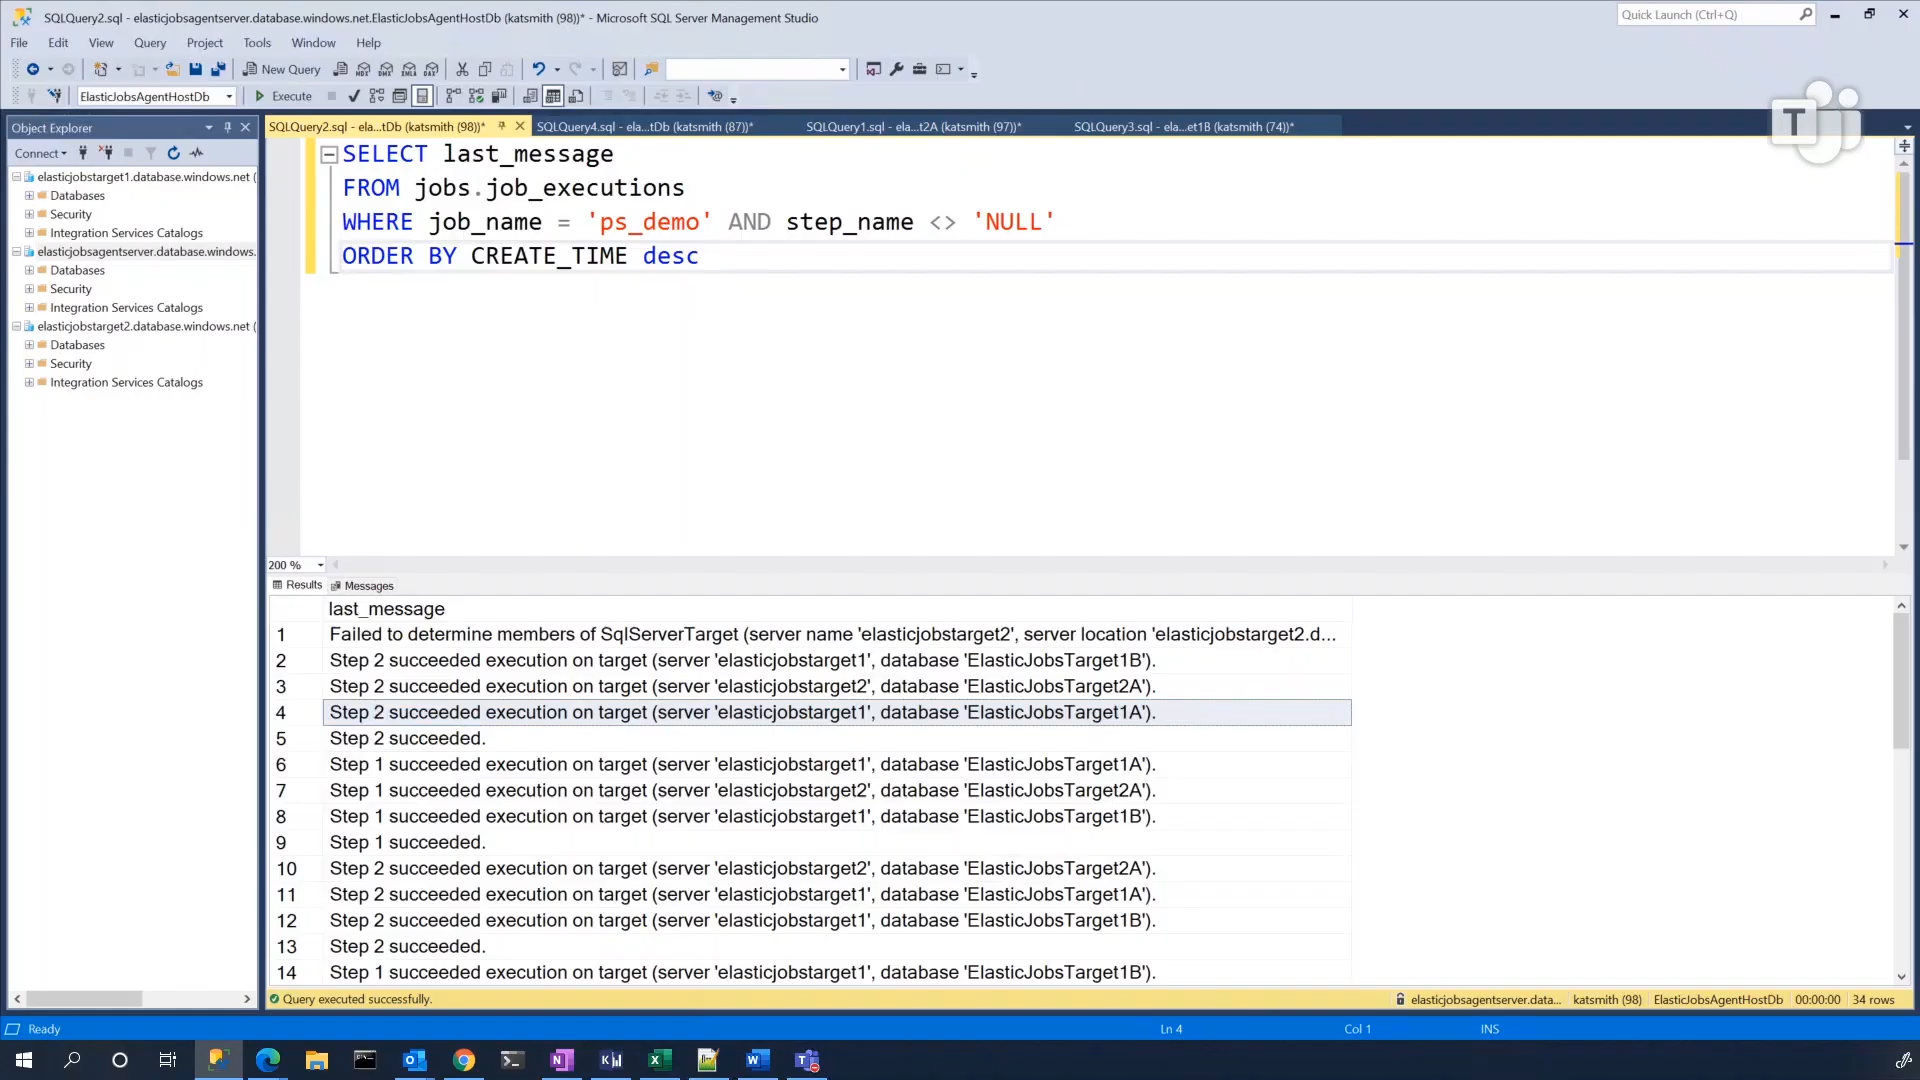 SQLQuery2.sql - elasticjobsagentserver.database.windows.net.ElasticJobsAgentHostDb (katsmith (98))* - Microsoft SQL Server Management Studio
Quick Launch (Ctrl+Q)
File Edit View Query Project Tools Window Help
New Query
MDX DMX XMLA DAX
ElasticJobsAgentHostDb
Execute
Object Explorer
SQLQuery2.sql - ela...tDb (katsmith (98))*
SQLQuery4.sql - ela...tDb (katsmith (87))*
SQLQuery1.sql - ela...t2A (katsmith (97))*
SQLQuery3.sql - ela...et1B (katsmith (74))*
T
Connect
elasticjobstarget1.database.windows.net (
Databases
Security
Integration Services Catalogs
elasticjobsagentserver.database.windows.
Databases
Security
Integration Services Catalogs
elasticjobstarget2.database.windows.net (
Databases
Security
Integration Services Catalogs
SELECT last_message
FROM jobs.job_executions
WHERE job_name = 'ps_demo' AND step_name <> 'NULL'
ORDER BY CREATE_TIME desc
200 %
Results Messages
last_message
1 Failed to determine members of SqlServerTarget (server name 'elasticjobstarget2', server location 'elasticjobstarget2.d...
2 Step 2 succeeded execution on target (server 'elasticjobstarget1', database 'ElasticJobsTarget1B').
3 Step 2 succeeded execution on target (server 'elasticjobstarget2', database 'ElasticJobsTarget2A').
4 Step 2 succeeded execution on target (server 'elasticjobstarget1', database 'ElasticJobsTarget1A').
5 Step 2 succeeded.
6 Step 1 succeeded execution on target (server 'elasticjobstarget1', database 'ElasticJobsTarget1A').
7 Step 1 succeeded execution on target (server 'elasticjobstarget2', database 'ElasticJobsTarget2A').
8 Step 1 succeeded execution on target (server 'elasticjobstarget1', database 'ElasticJobsTarget1B').
9 Step 1 succeeded.
10 Step 2 succeeded execution on target (server 'elasticjobstarget2', database 'ElasticJobsTarget2A').
11 Step 2 succeeded execution on target (server 'elasticjobstarget1', database 'ElasticJobsTarget1A').
12 Step 2 succeeded execution on target (server 'elasticjobstarget1', database 'ElasticJobsTarget1B').
13 Step 2 succeeded.
14 Step 1 succeeded execution on target (server 'elasticjobstarget1', database 'ElasticJobsTarget1B').
Query executed successfully.
elasticjobsagentserver.data... katsmith (98) ElasticJobsAgentHostDb 00:00:00 34 rows
Ready
Ln 4 Col 1 INS